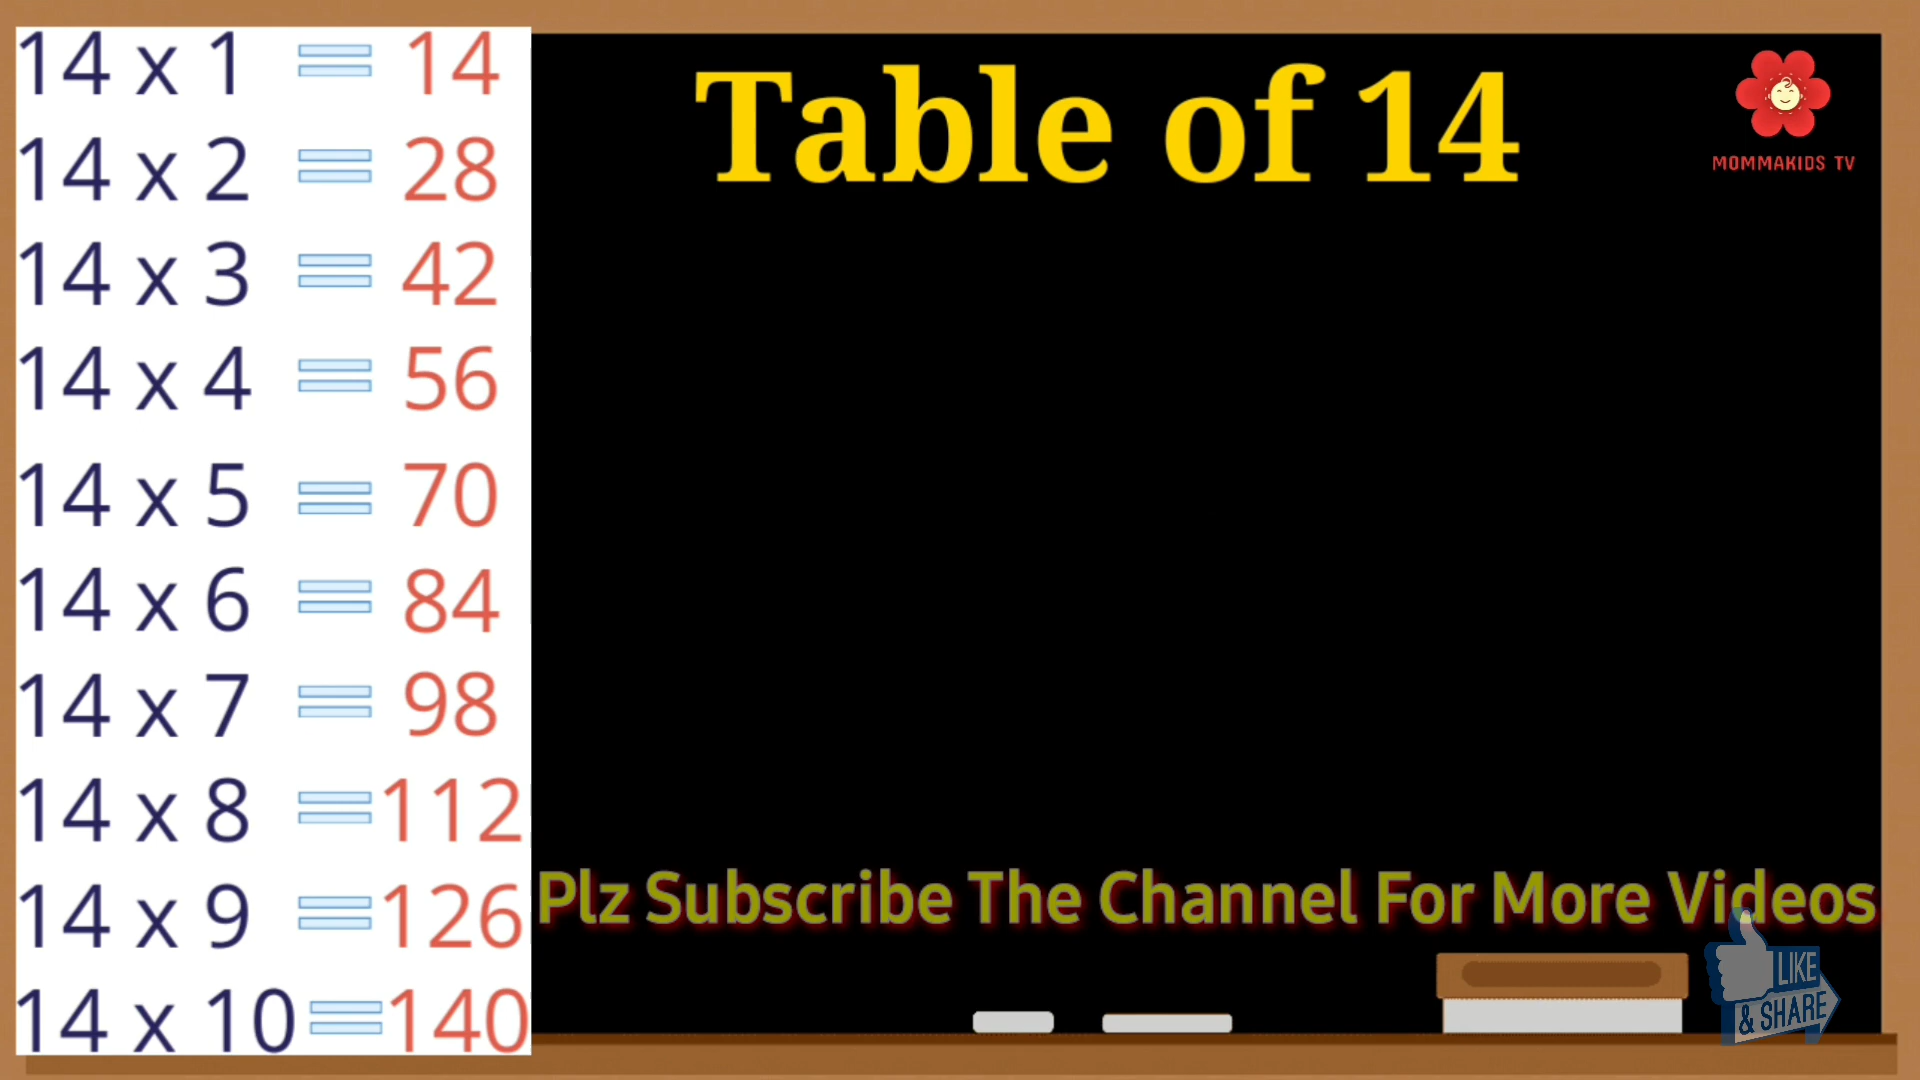 14 x 1 = 14
14 x 2 = 28
14 x 3 = 42
14 x 4 = 56
14 x 5 = 70
14 x 6 = 84
14 x 7 = 98
14 x 8 = 112
14 x 9 = 126
14 x 10 = 140
Table of 14
MOMMAKIDS TV
Plz Subscribe The Channel For More Videos
LIKE
& SHARE